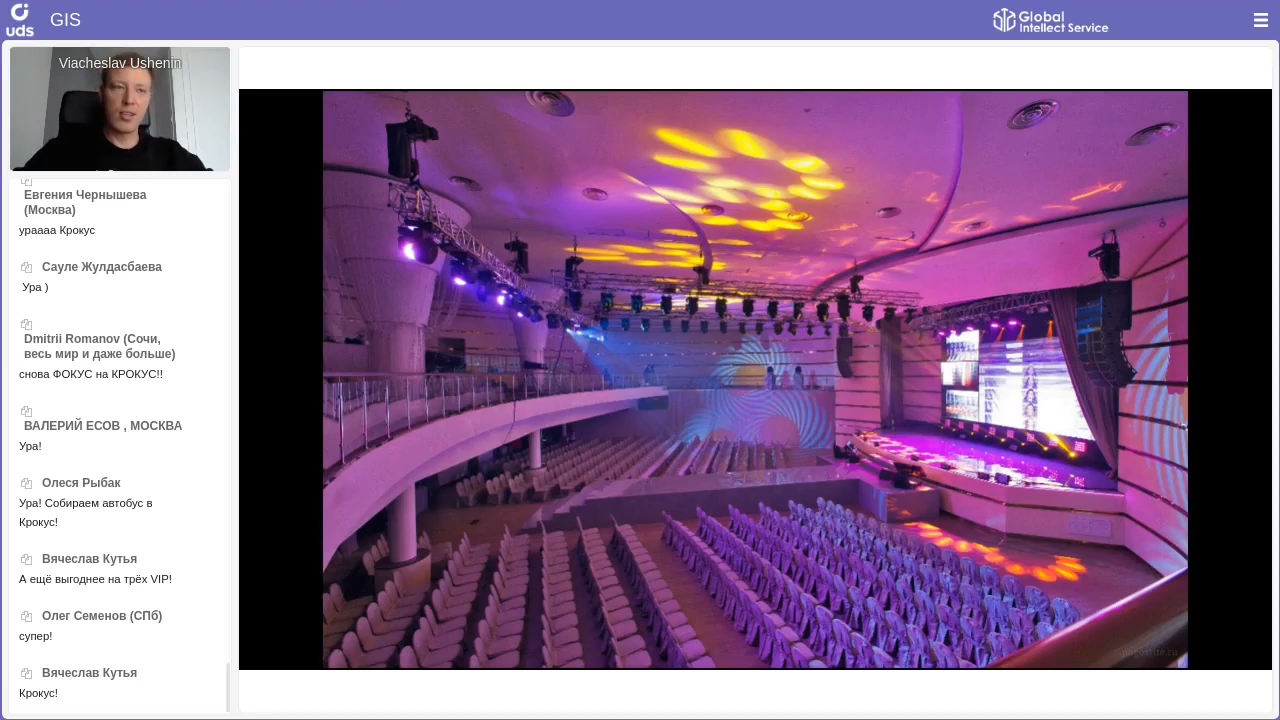 uds
GIS
Global
Intellect Service
Viacheslav Ushenin
Евгения Чернышева
(Москва)
ураааа Крокус
Сауле Жулдасбаева
Ура )
Dmitrii Romanov (Сочи,
весь мир и даже больше)
снова ФОКУС на КРОКУС!!
ВАЛЕРИЙ ЕСОВ , МОСКВА
Ура!
Олеся Рыбак
Ура! Собираем автобус в
Крокус!
Вячеслав Кутья
А ещё выгоднее на трёх VIP!
Олег Семенов (СПб)
супер!
Вячеслав Кутья
Крокус!